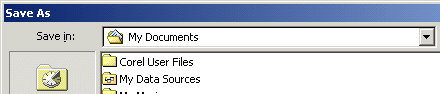 Save As
Save in: My Documents
Corel User Files
My Data Sources